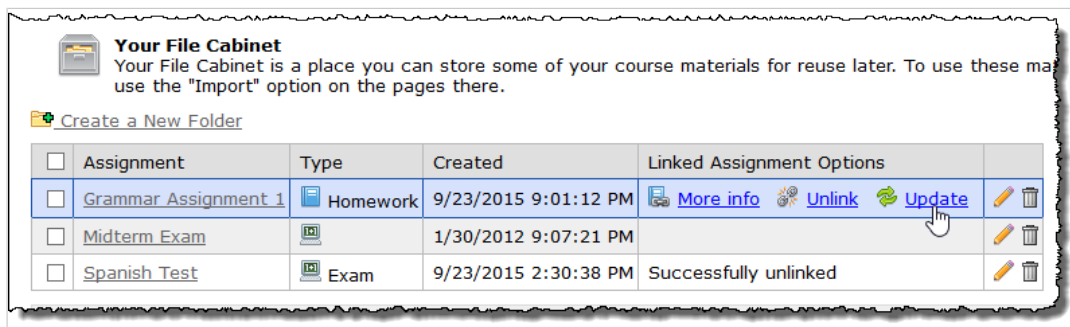 Your File Cabinet
Your File Cabinet is a place you can store some of your course materials for reuse later. To use these
use the "Import" option on the pages there.
Create a New Folder
Assignment Type Created Linked Assignment Options
Grammar Assignment 1 Homework 9/23/2015 9:01:12 PM More info Unlink Update
Midterm Exam 1/30/2012 9:07:21 PM
Spanish Test Exam 9/23/2015 2:30:38 PM Successfully unlinked